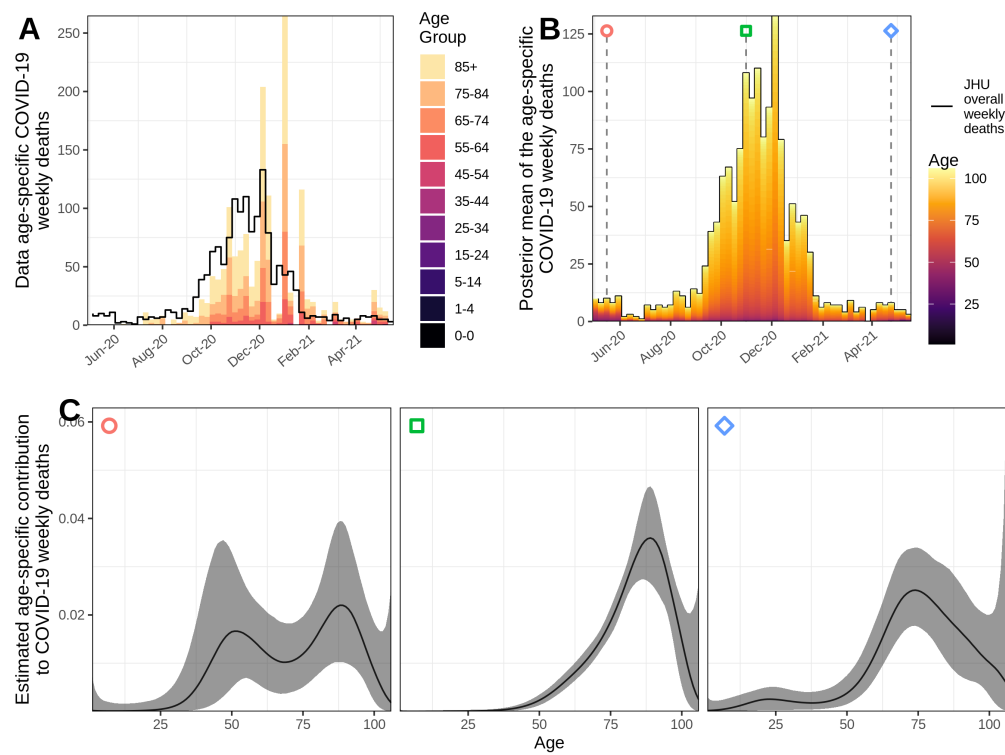 A
Data age-specific COVID-19
weekly deaths
250
200
150
100
50
0
Jun-20
Aug-20
Oct-20
Dec-20
Feb-21
Apr-21
Age
Group
85+
75-84
65-74
55-64
45-54
35-44
25-34
15-24
5-14
1-4
0-0
B
Posterior mean of the age-specific
COVID-19 weekly deaths
125
100
75
50
25
0
Jun-20
Aug-20
Oct-20
Dec-20
Feb-21
Apr-21
JHU
overall
weekly
deaths
Age
100
75
50
25
C
Estimated age-specific contribution
to COVID-19 weekly deaths
0.06
0.04
0.02
25
50
75
100
25
50
75
100
25
50
75
100
Age